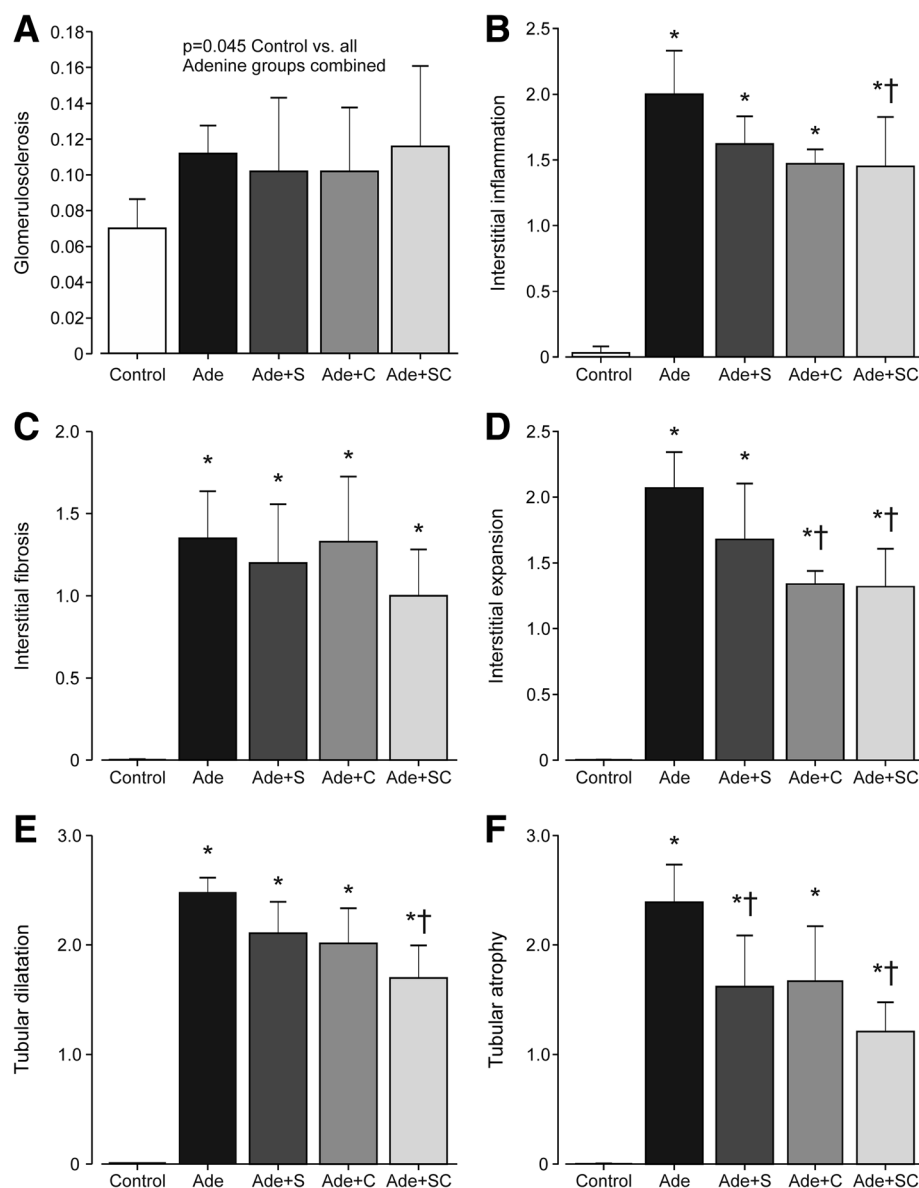 A
Glomerulosclerosis
0.18
0.16
0.14
0.12
0.10
0.08
0.06
0.04
0.02
0
p=0.045 Control vs. all
Adenine groups combined
Control Ade Ade+S Ade+C Ade+SC
B
Interstitial inflammation
2.5
2.0
1.5
1.0
0.5
0
* * * *†
Control Ade Ade+S Ade+C Ade+SC
C
Interstitial fibrosis
2.0
1.5
1.0
0.5
0
* * * *
Control Ade Ade+S Ade+C Ade+SC
D
Interstitial expansion
2.5
2.0
1.5
1.0
0.5
0
* * *† *†
Control Ade Ade+S Ade+C Ade+SC
E
Tubular dilatation
3.0
2.0
1.0
0
* * * *†
Control Ade Ade+S Ade+C Ade+SC
F
Tubular atrophy
3.0
2.0
1.0
0
* *† * *†
Control Ade Ade+S Ade+C Ade+SC